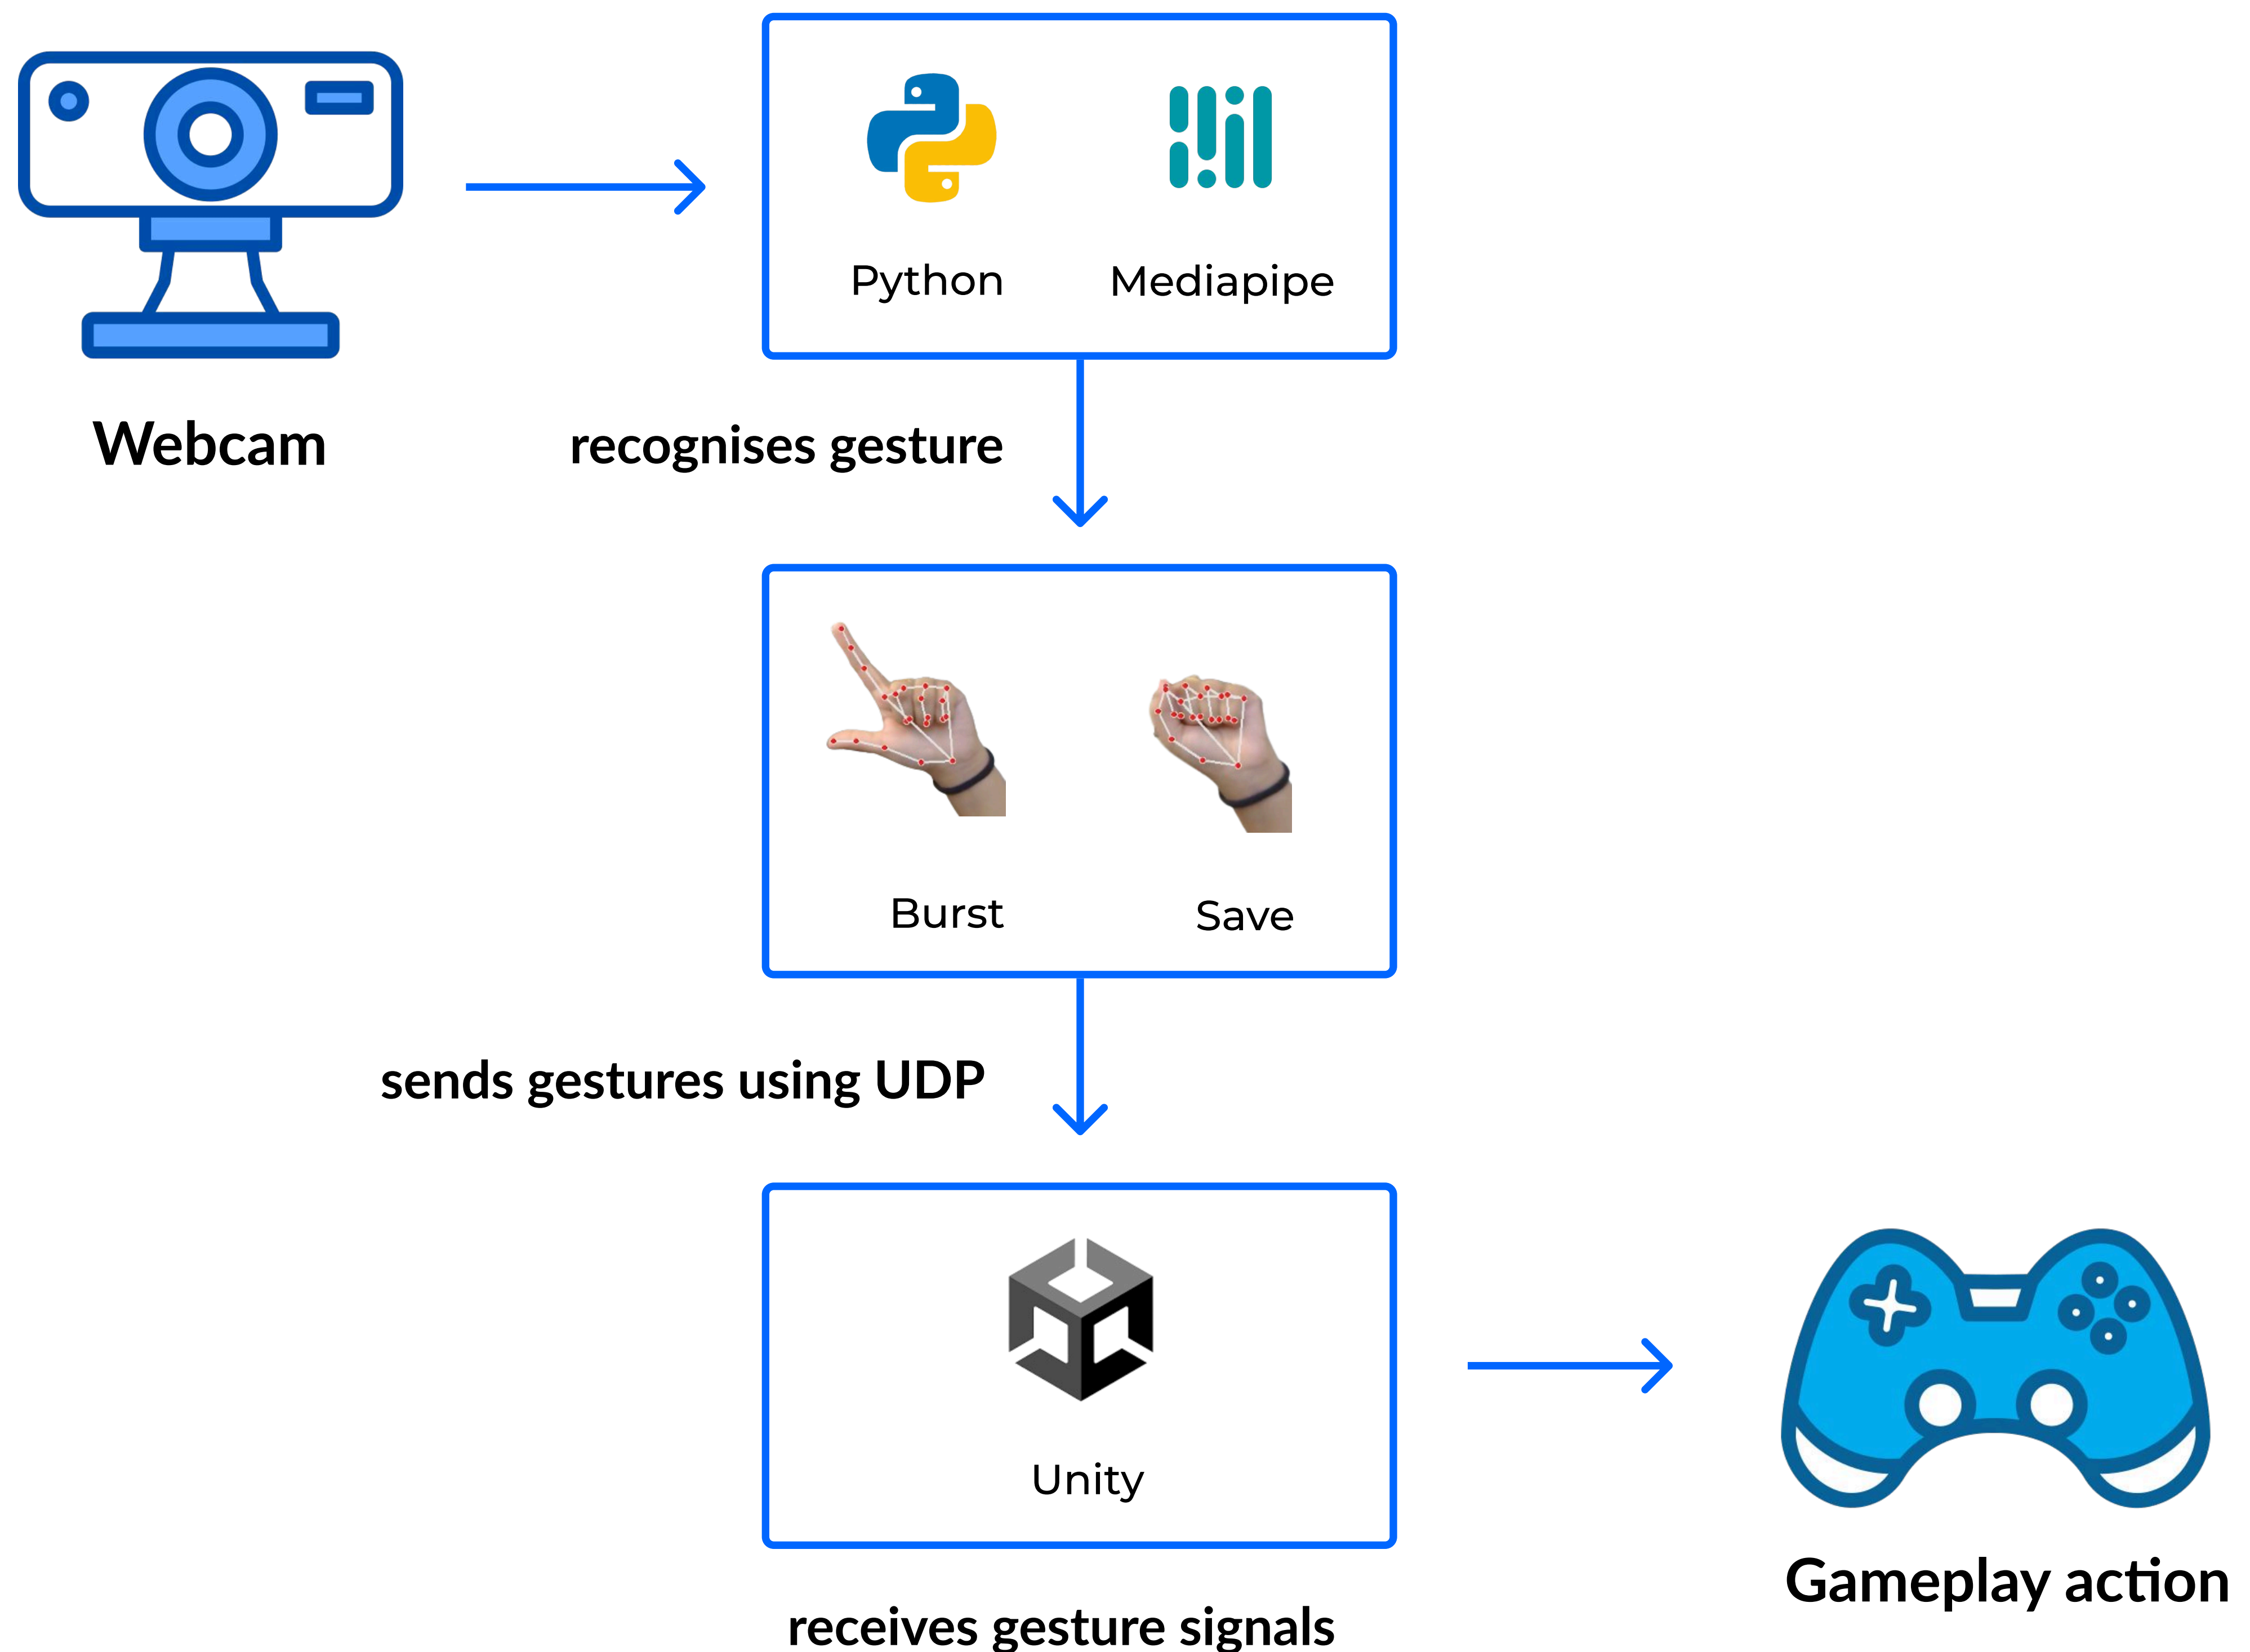 Python
Mediapipe
Webcam
recognises gesture
Burst
Save
sends gestures using UDP
Unity
Gameplay action
receives gesture signals